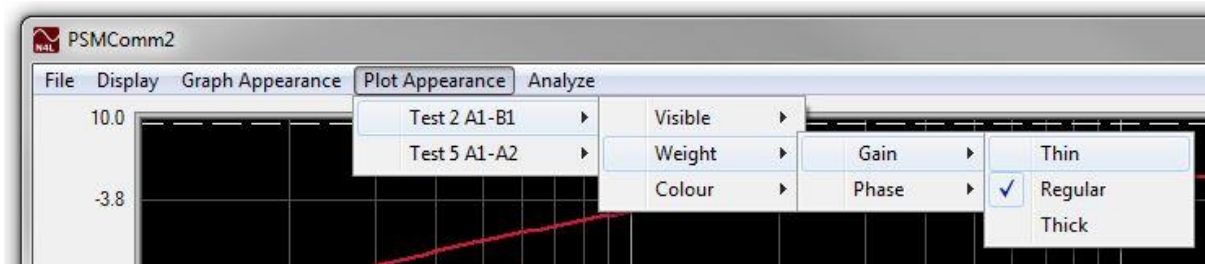 N4L PSMComm2
File Display Graph Appearance Plot Appearance Analyze
10.0 Test 2 A1-B1 Visible
Test 5 A1-A2 Weight Gain Thin
-3.8 Colour Phase Regular
Thick